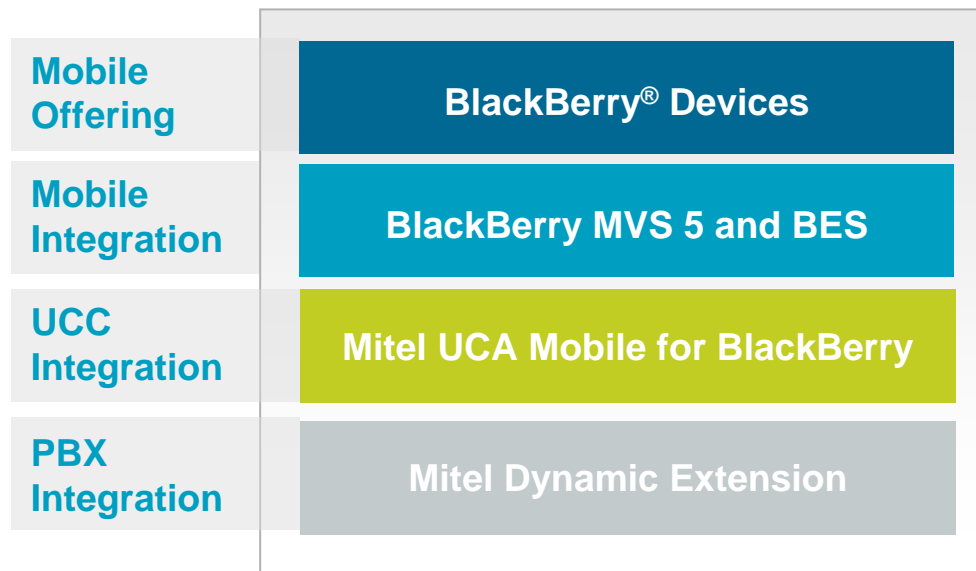 Mobile
Offering
BlackBerry® Devices
Mobile
Integration
BlackBerry MVS 5 and BES
UCC
Integration
Mitel UCA Mobile for BlackBerry
PBX
Integration
Mitel Dynamic Extension